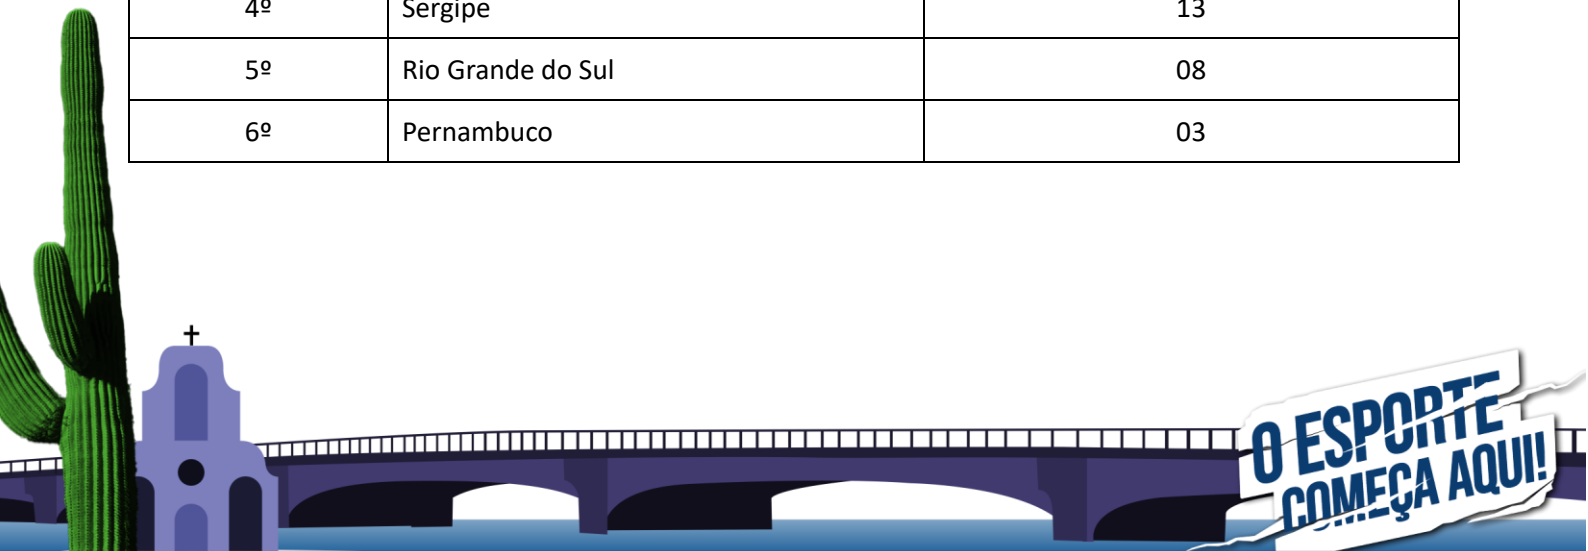 4º Sergipe 13
5º Rio Grande do Sul 08
6º Pernambuco 03
O ESPORTE
COMEÇA AQUI!